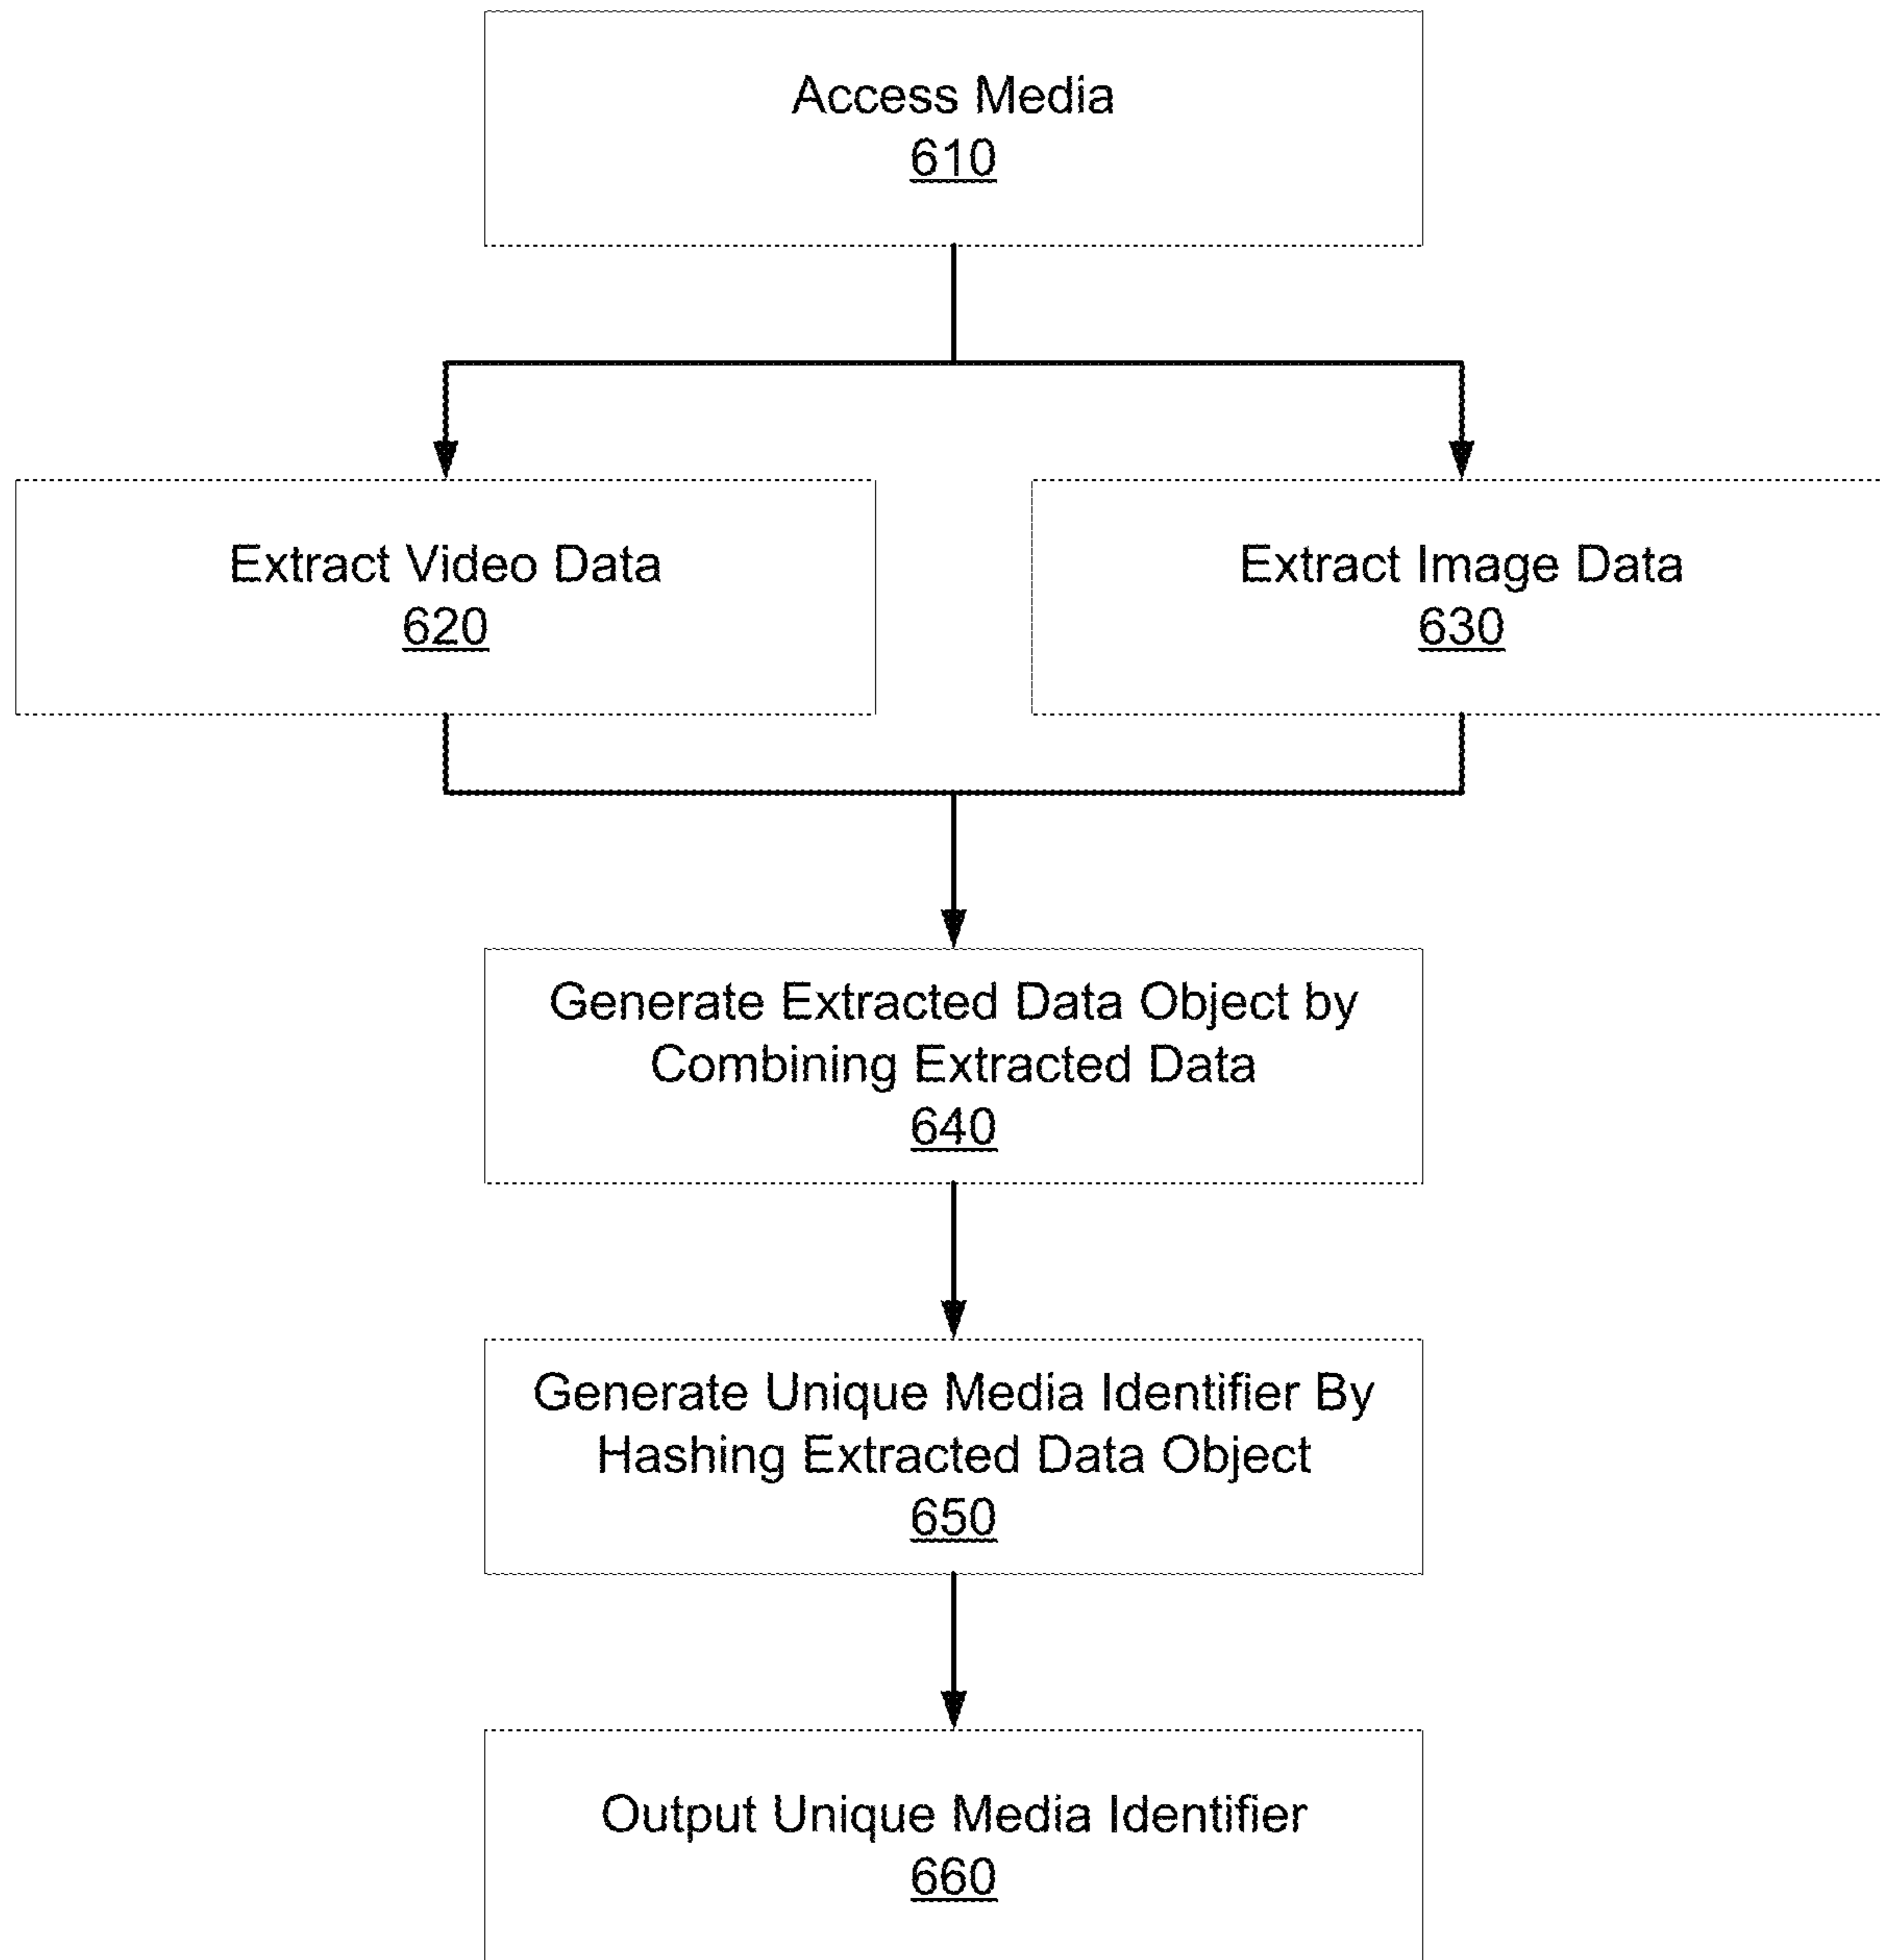 Access Media
610
Extract Video Data
620
Extract Image Data
630
Generate Extracted Data Object by
Combining Extracted Data
640
Generate Unique Media Identifier By
Hashing Extracted Data Object
650
Output Unique Media Identifier
660